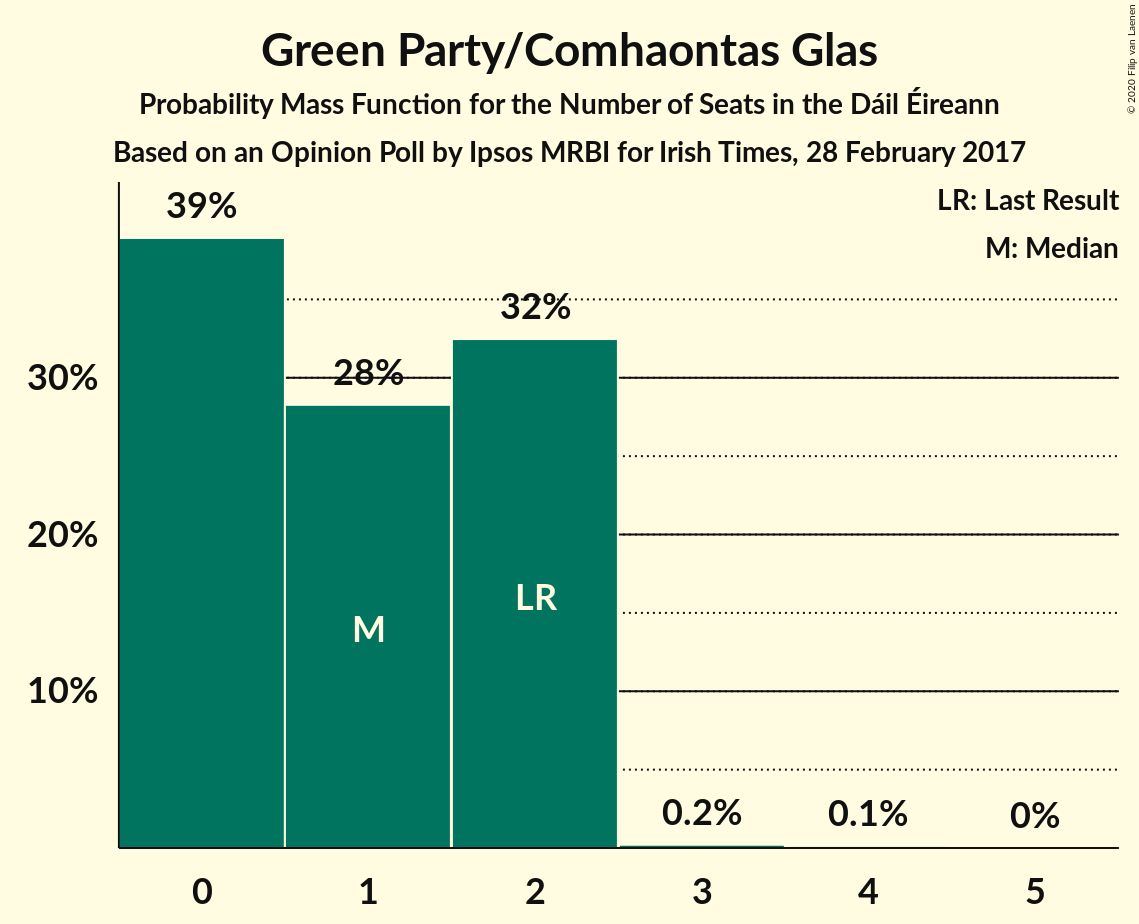 Green Party/Comhaontas Glas
Probability Mass Function for the Number of Seats in the Dáil Éireann
Based on an Opinion Poll by Ipsos MRBI for Irish Times, 28 February 2017
© 2020 Filip van Laenen
LR: Last Result
M: Median
39%
28%
32%
0.2%
0.1%
0%
30%
20%
10%
M
LR
0 1 2 3 4 5